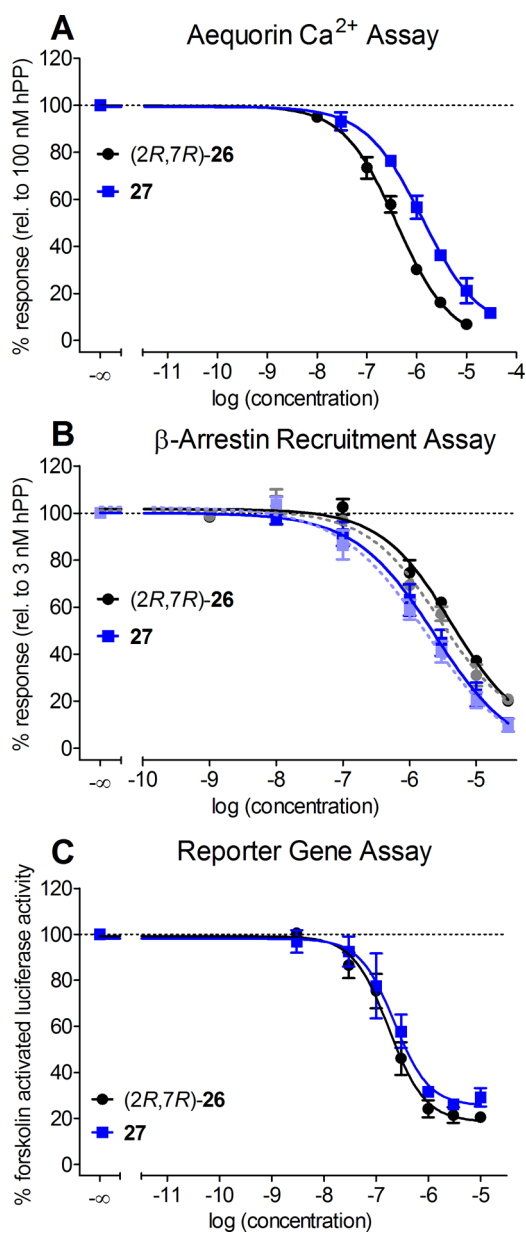 A
Aequorin Ca²⁺ Assay
% response (rel. to 100 nM hPP)
120
100
80
60
40
20
0
(2R,7R)-26
27
-∞ -11 -10 -9 -8 -7 -6 -5 -4
log (concentration)
B
β-Arrestin Recruitment Assay
% response (rel. to 3 nM hPP)
120
100
80
60
40
20
0
(2R,7R)-26
27
-∞ -10 -9 -8 -7 -6 -5
log (concentration)
C
Reporter Gene Assay
% forskolin activated luciferase activity
120
100
80
60
40
20
0
(2R,7R)-26
27
-∞ -11 -10 -9 -8 -7 -6 -5
log (concentration)